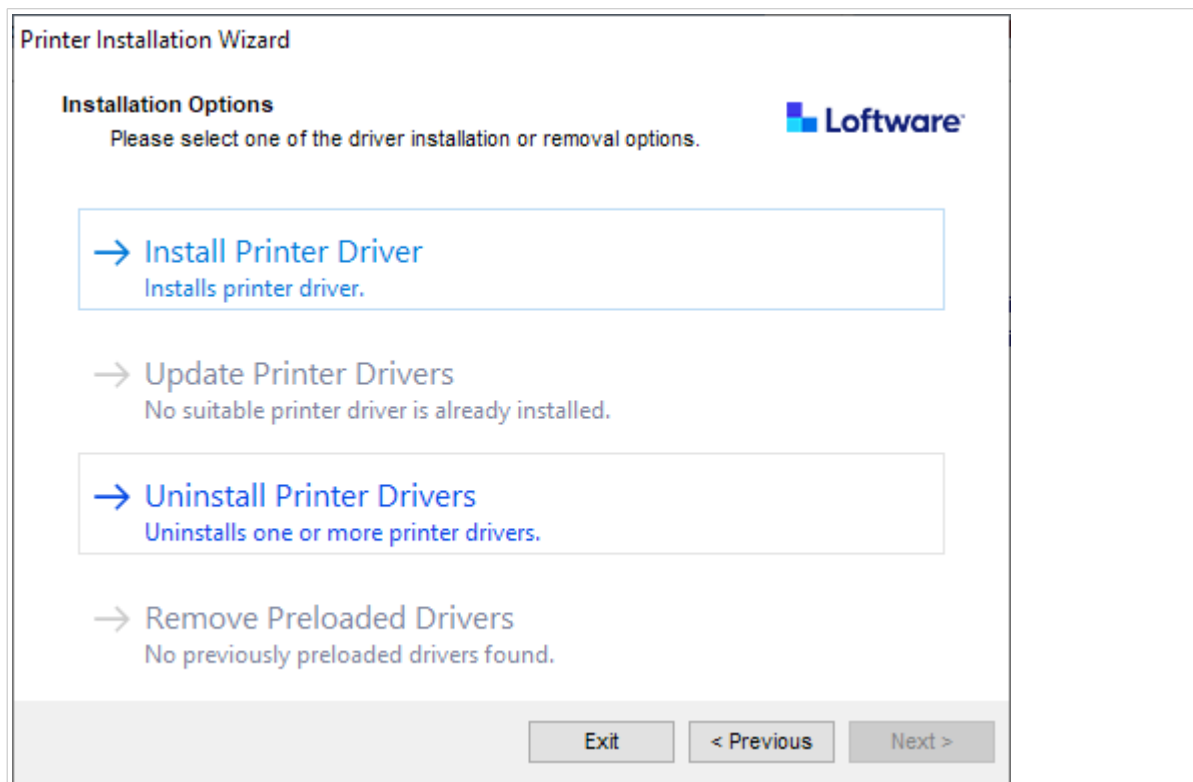 Printer Installation Wizard
Installation Options
Please select one of the driver installation or removal options.
Loftware
Install Printer Driver
Installs printer driver.
Update Printer Drivers
No suitable printer driver is already installed.
Uninstall Printer Drivers
Uninstalls one or more printer drivers.
Remove Preloaded Drivers
No previously preloaded drivers found.
Exit
< Previous
Next >